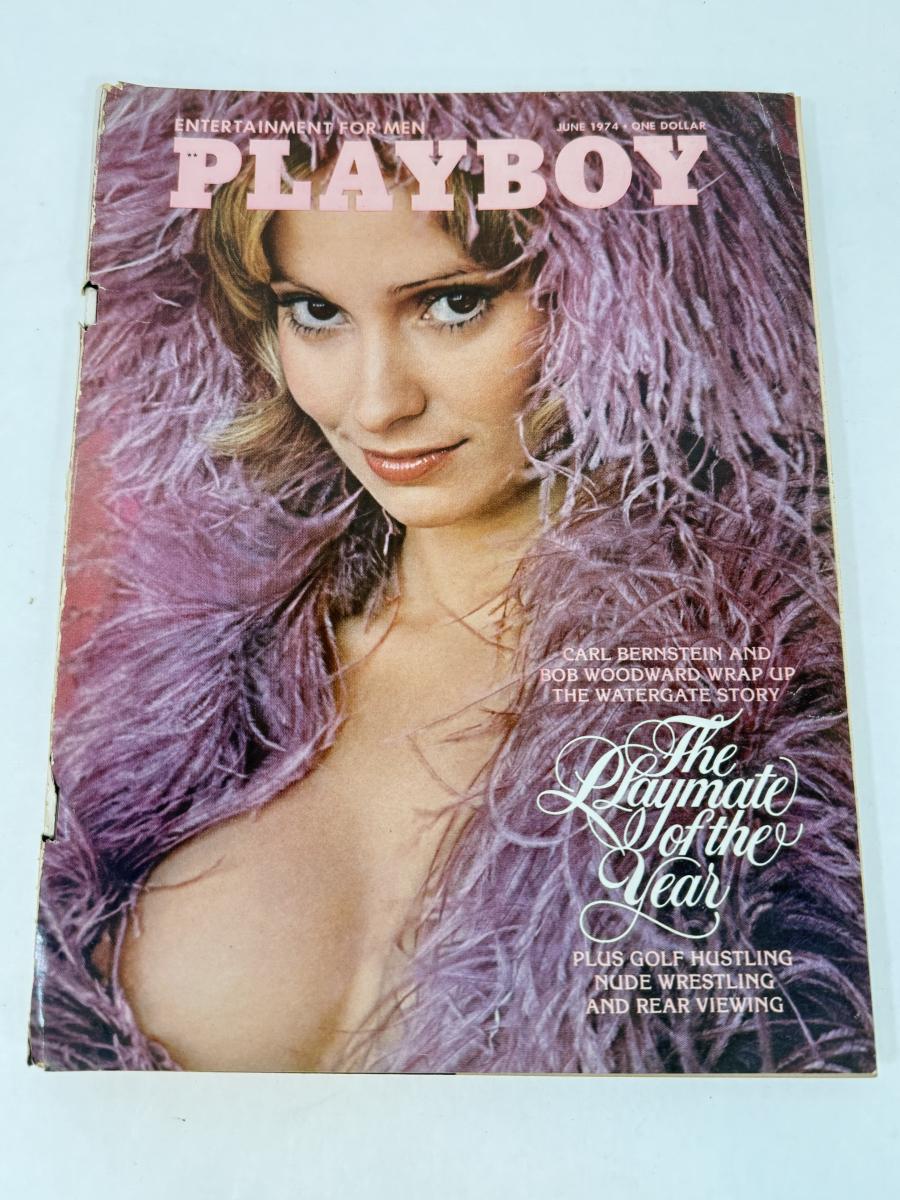 ENTERTAINMENT FOR MEN
JUNE 1974 • ONE DOLLAR
PLAYBOY
**
CARL BERNSTEIN AND
BOB WOODWARD WRAP UP
THE WATERGATE STORY
The
Playmate
of the
Year
PLUS GOLF HUSTLING
NUDE WRESTLING
AND REAR VIEWING